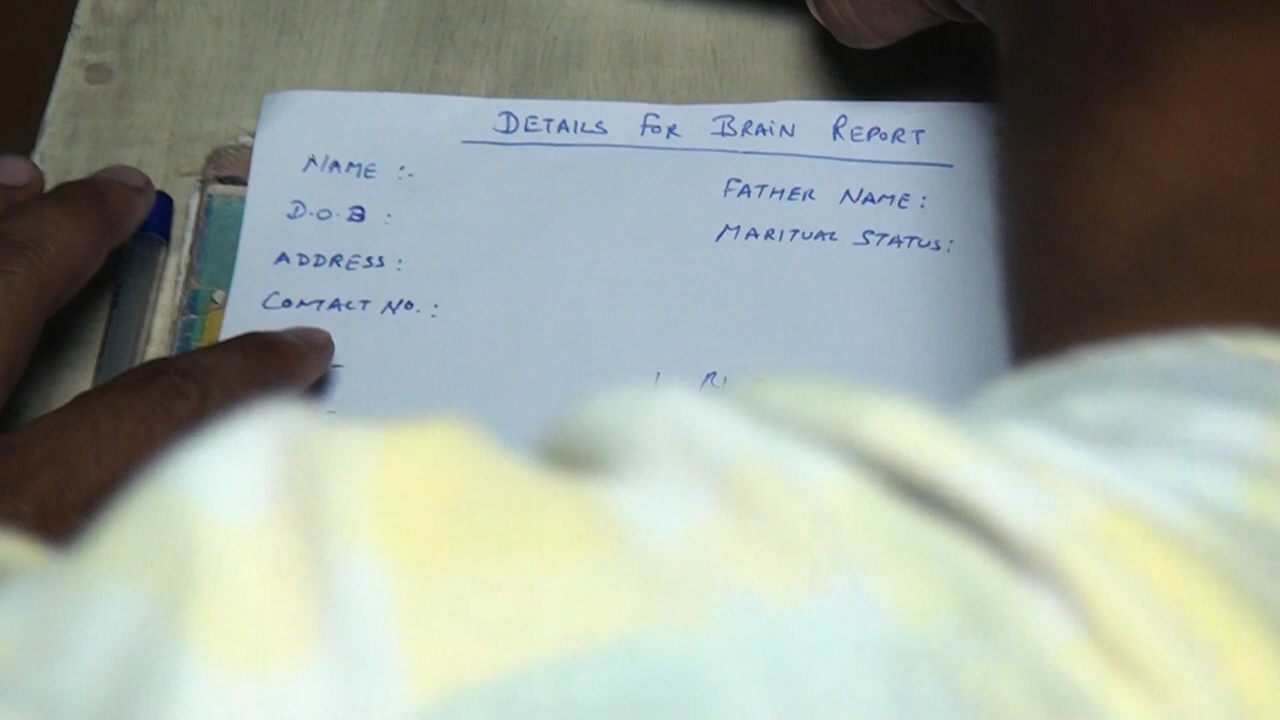 DETAILS FOR BRAIN REPORT
NAME :-
FATHER NAME :
D.O.B :
MARITUAL STATUS:
ADDRESS :
CONTACT NO. :